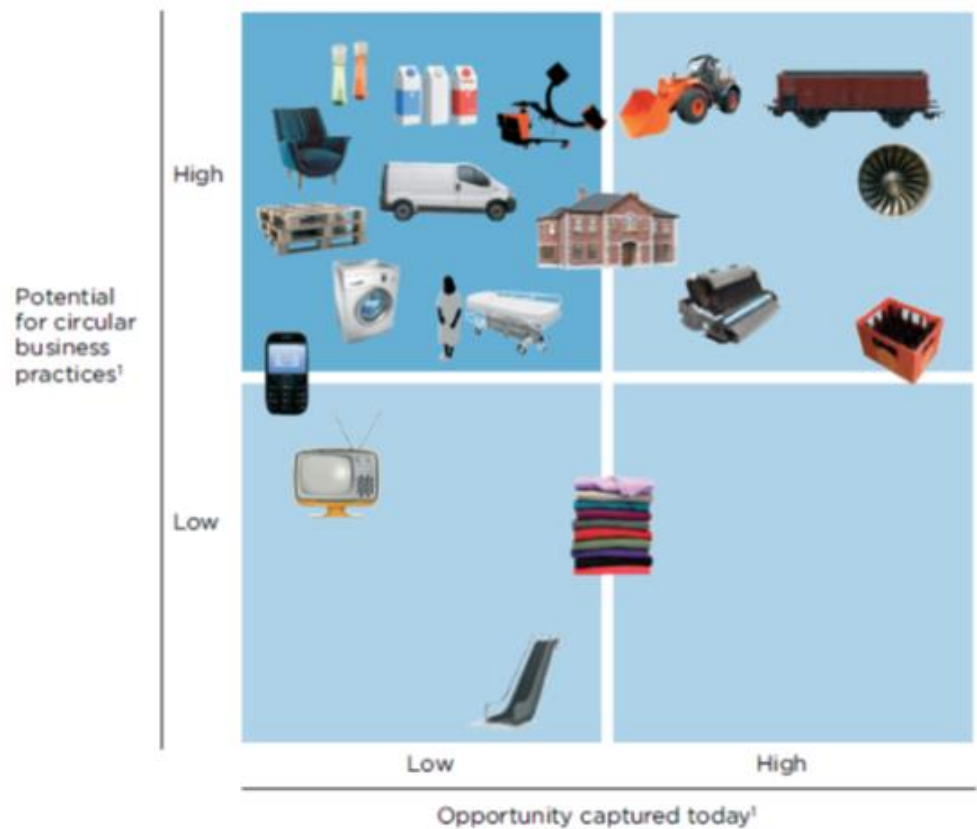 High
Potential
for circular
business
practices¹
Low
Low
High
Opportunity captured today¹